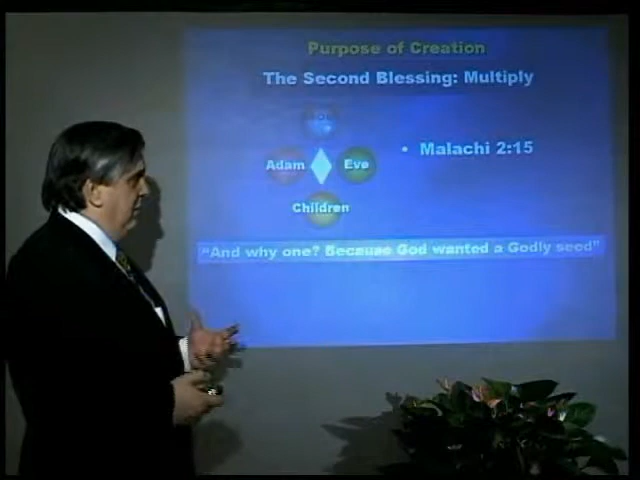 Purpose of Creation
The Second Blessing: Multiply
God
• Malachi 2:15
Adam
Eve
Children
"And why one? Because God wanted a Godly seed"